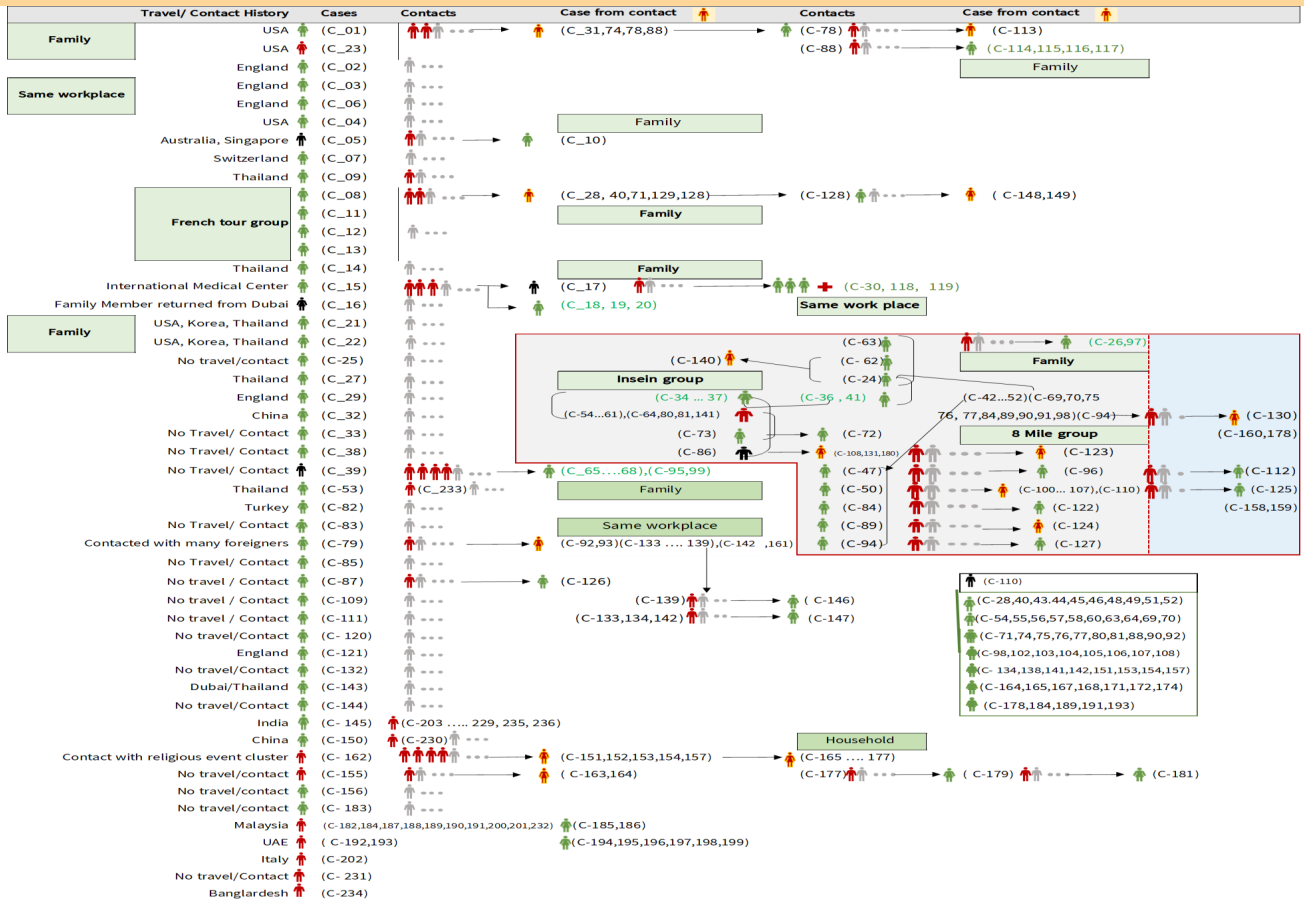 Travel/ Contact History Cases Contacts Case from contact Contacts Case from contact
Family
USA (C_01) (C_31,74,78,88) (C-78) (C-113)
USA (C_23) (C-88) (C-114,115,116,117)
England (C_02) Family
Same workplace
England (C_03)
England (C_06)
USA (C_04) Family
Australia, Singapore (C_05) (C_10)
Switzerland (C_07)
Thailand (C_09)
French tour group
(C_08) (C_28, 40,71,129,128) (C-128) ( C-148,149)
(C_11) Family
(C_12)
(C_13)
Thailand (C_14) Family
International Medical Center (C_15) (C_17) (C-30, 118, 119)
Family Member returned from Dubai (C_16) (C_18, 19, 20) Same work place
Family
USA, Korea, Thailand (C_21)
USA, Korea, Thailand (C_22) (C-63) (C-26,97)
No travel/contact (C-25) (C-140) (C- 62) Family
Thailand (C_27) Insein group (C-24)
England (C_29) (C-34 ... 37) (C-36 , 41) (C-42...52)(C-69,70,75
China (C_32) (C-54...61),(C-64,80,81,141) 76, 77,84,89,90,91,98)(C-94) (C-130)
No Travel/ Contact (C_33) (C-73) (C-72) 8 Mile group (C-160,178)
No Travel/ Contact (C_38) (C-86) (C-108,131,180) (C-123)
No Travel/ Contact (C_39) (C_65....68),(C-95,99) (C-47) (C-96) (C-112)
Thailand (C-53) (C_233) Family (C-50) (C-100... 107),(C-110) (C-125)
Turkey (C-82) (C-84) (C-122) (C-158,159)
No Travel/ Contact (C-83) Same workplace (C-89) (C-124)
Contacted with many foreigners (C-79) (C-92,93)(C-133 .... 139),(C-142 ,161) (C-94) (C-127)
No Travel/ Contact (C-85)
No travel / Contact (C-87) (C-126) (C-110)
No travel / Contact (C-109) (C-139) ( C-146) (C-28,40,43.44,45,46,48,49,51,52)
No travel / Contact (C-111) (C-133,134,142) (C-147) (C-54,55,56,57,58,60,63,64,69,70)
No travel/Contact (C- 120) (C-71,74,75,76,77,80,81,88,90,92)
England (C-121) (C-98,102,103,104,105,106,107,108)
No travel/Contact (C-132) (C- 134,138,141,142,151,153,154,157)
Dubai/Thailand (C-143) (C-164,165,167,168,171,172,174)
No travel/Contact (C-144) (C-178,184,189,191,193)
India (C- 145) (C-203 ..... 229, 235, 236)
China (C-150) (C-230) Household
Contact with religious event cluster (C- 162) (C-151,152,153,154,157) (C-165 .... 177)
No travel/contact (C-155) ( C-163,164) (C-177) ( C-179) (C-181)
No travel/contact (C-156)
No travel/contact (C- 183)
Malaysia (C-182,184,187,188,189,190,191,200,201,232) (C-185,186)
UAE ( C-192,193) (C-194,195,196,197,198,199)
Italy (C-202)
No travel/Contact (C- 231)
Banglardesh (C-234)